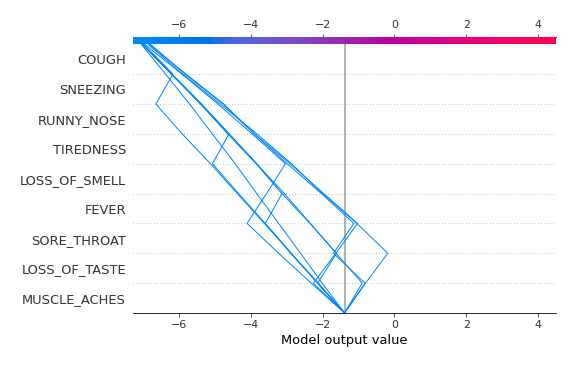 −6 −4 −2 0 2 4
COUGH
SNEEZING
RUNNY_NOSE
TIREDNESS
LOSS_OF_SMELL
FEVER
SORE_THROAT
LOSS_OF_TASTE
MUSCLE_ACHES
−6 −4 −2 0 2 4
Model output value